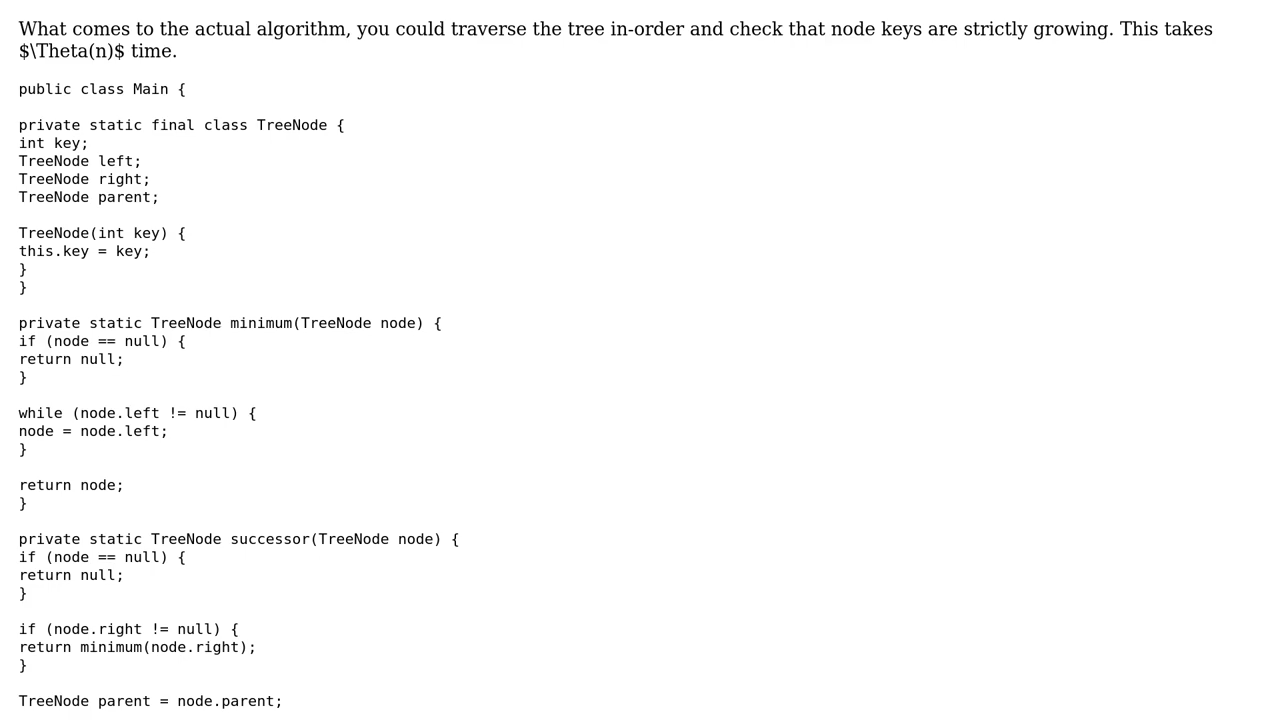 What comes to the actual algorithm, you could traverse the tree in-order and check that node keys are strictly growing. This takes
$\Theta(n)$ time.
public class Main {
private static final class TreeNode {
int key;
TreeNode left;
TreeNode right;
TreeNode parent;
TreeNode(int key) {
this.key = key;
}
}
private static TreeNode minimum(TreeNode node) {
if (node == null) {
return null;
}
while (node.left != null) {
node = node.left;
}
return node;
}
private static TreeNode successor(TreeNode node) {
if (node == null) {
return null;
}
if (node.right != null) {
return minimum(node.right);
}
TreeNode parent = node.parent;